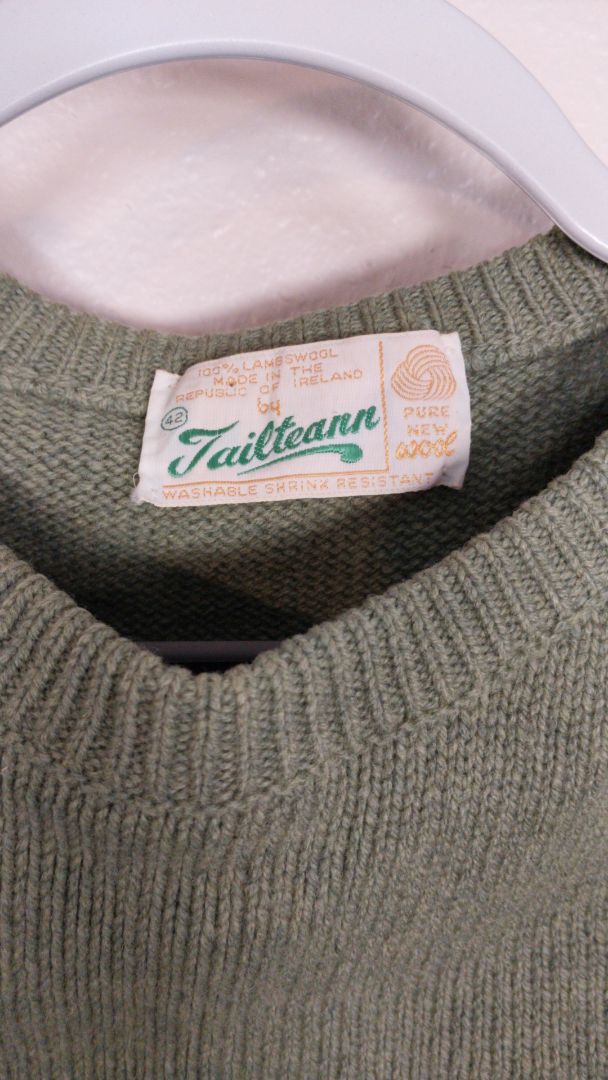 100% LAMBSWOOL
MADE IN THE
REPUBLIC OF IRELAND
by
42
Tailteann
WASHABLE SHRINK RESISTANT
PURE
NEW
wool